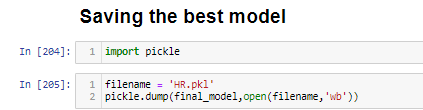 Saving the best model
In [204]:
1 import pickle
In [205]:
1 filename = 'HR.pkl'
2 pickle.dump(final_model,open(filename,'wb'))